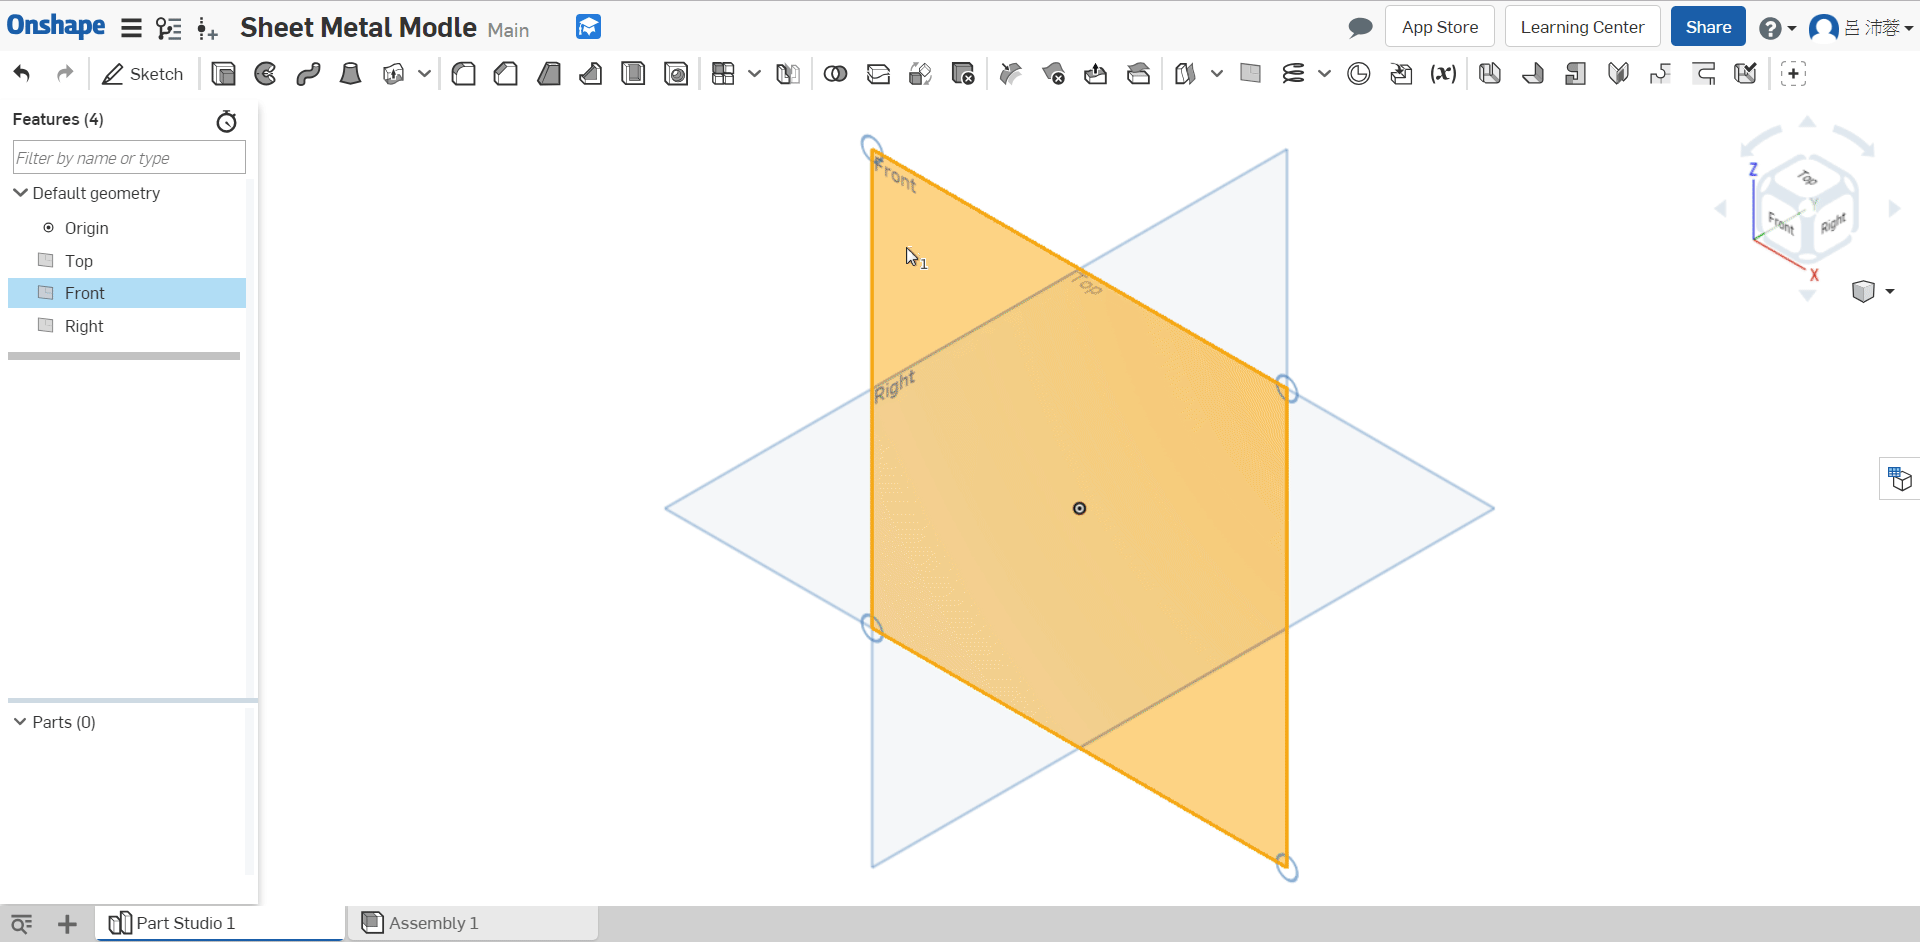 Onshape Sheet Metal Modle Main App Store Learning Center Share ? 呂 沛蓉
Sketch (x)
Features (4)
Filter by name or type
Default geometry
Origin
Top
Front
Right
Parts (0)
Front
1
Top
Right
Z
Top
Front
Y
Right
X
Part Studio 1 Assembly 1